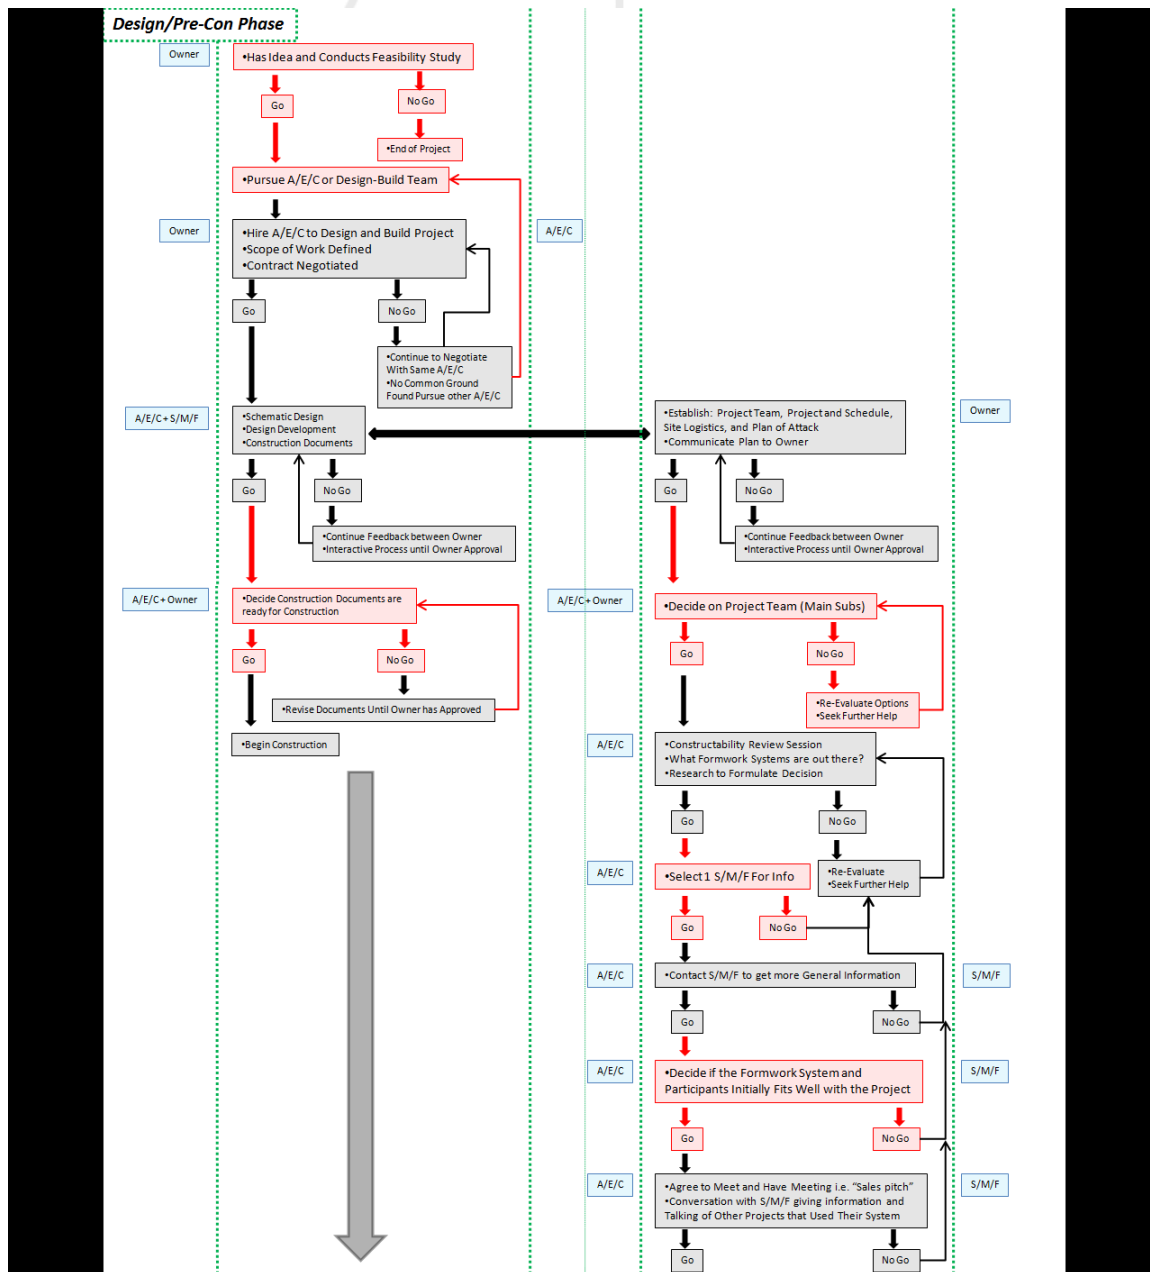 Design/Pre-Con Phase
Owner
•Has Idea and Conducts Feasibility Study
Go
No Go
•End of Project
•Pursue A/E/C or Design-Build Team
Owner
•Hire A/E/C to Design and Build Project
•Scope of Work Defined
•Contract Negotiated
A/E/C
Go
No Go
•Continue to Negotiate
With Same A/E/C
•No Common Ground
Found Pursue other A/E/C
A/E/C + S/M/F
•Schematic Design
•Design Development
•Construction Documents
Go
No Go
•Continue Feedback between Owner
•Interactive Process until Owner Approval
A/E/C + Owner
•Decide Construction Documents are
ready for Construction
Go
No Go
•Revise Documents Until Owner has Approved
•Begin Construction
•Establish: Project Team, Project and Schedule,
Site Logistics, and Plan of Attack
•Communicate Plan to Owner
Owner
Go
No Go
•Continue Feedback between Owner
•Interactive Process until Owner Approval
A/E/C + Owner
•Decide on Project Team (Main Subs)
Go
No Go
•Re-Evaluate Options
•Seek Further Help
A/E/C
•Constructability Review Session
•What Formwork Systems are out there?
•Research to Formulate Decision
Go
No Go
•Re-Evaluate
•Seek Further Help
A/E/C
•Select 1 S/M/F For Info
Go
No Go
A/E/C
•Contact S/M/F to get more General Information
S/M/F
Go
No Go
A/E/C
•Decide if the Formwork System and
Participants Initially Fits Well with the Project
S/M/F
Go
No Go
A/E/C
•Agree to Meet and Have Meeting i.e. "Sales pitch"
•Conversation with S/M/F giving information and
Talking of Other Projects that Used Their System
S/M/F
Go
No Go